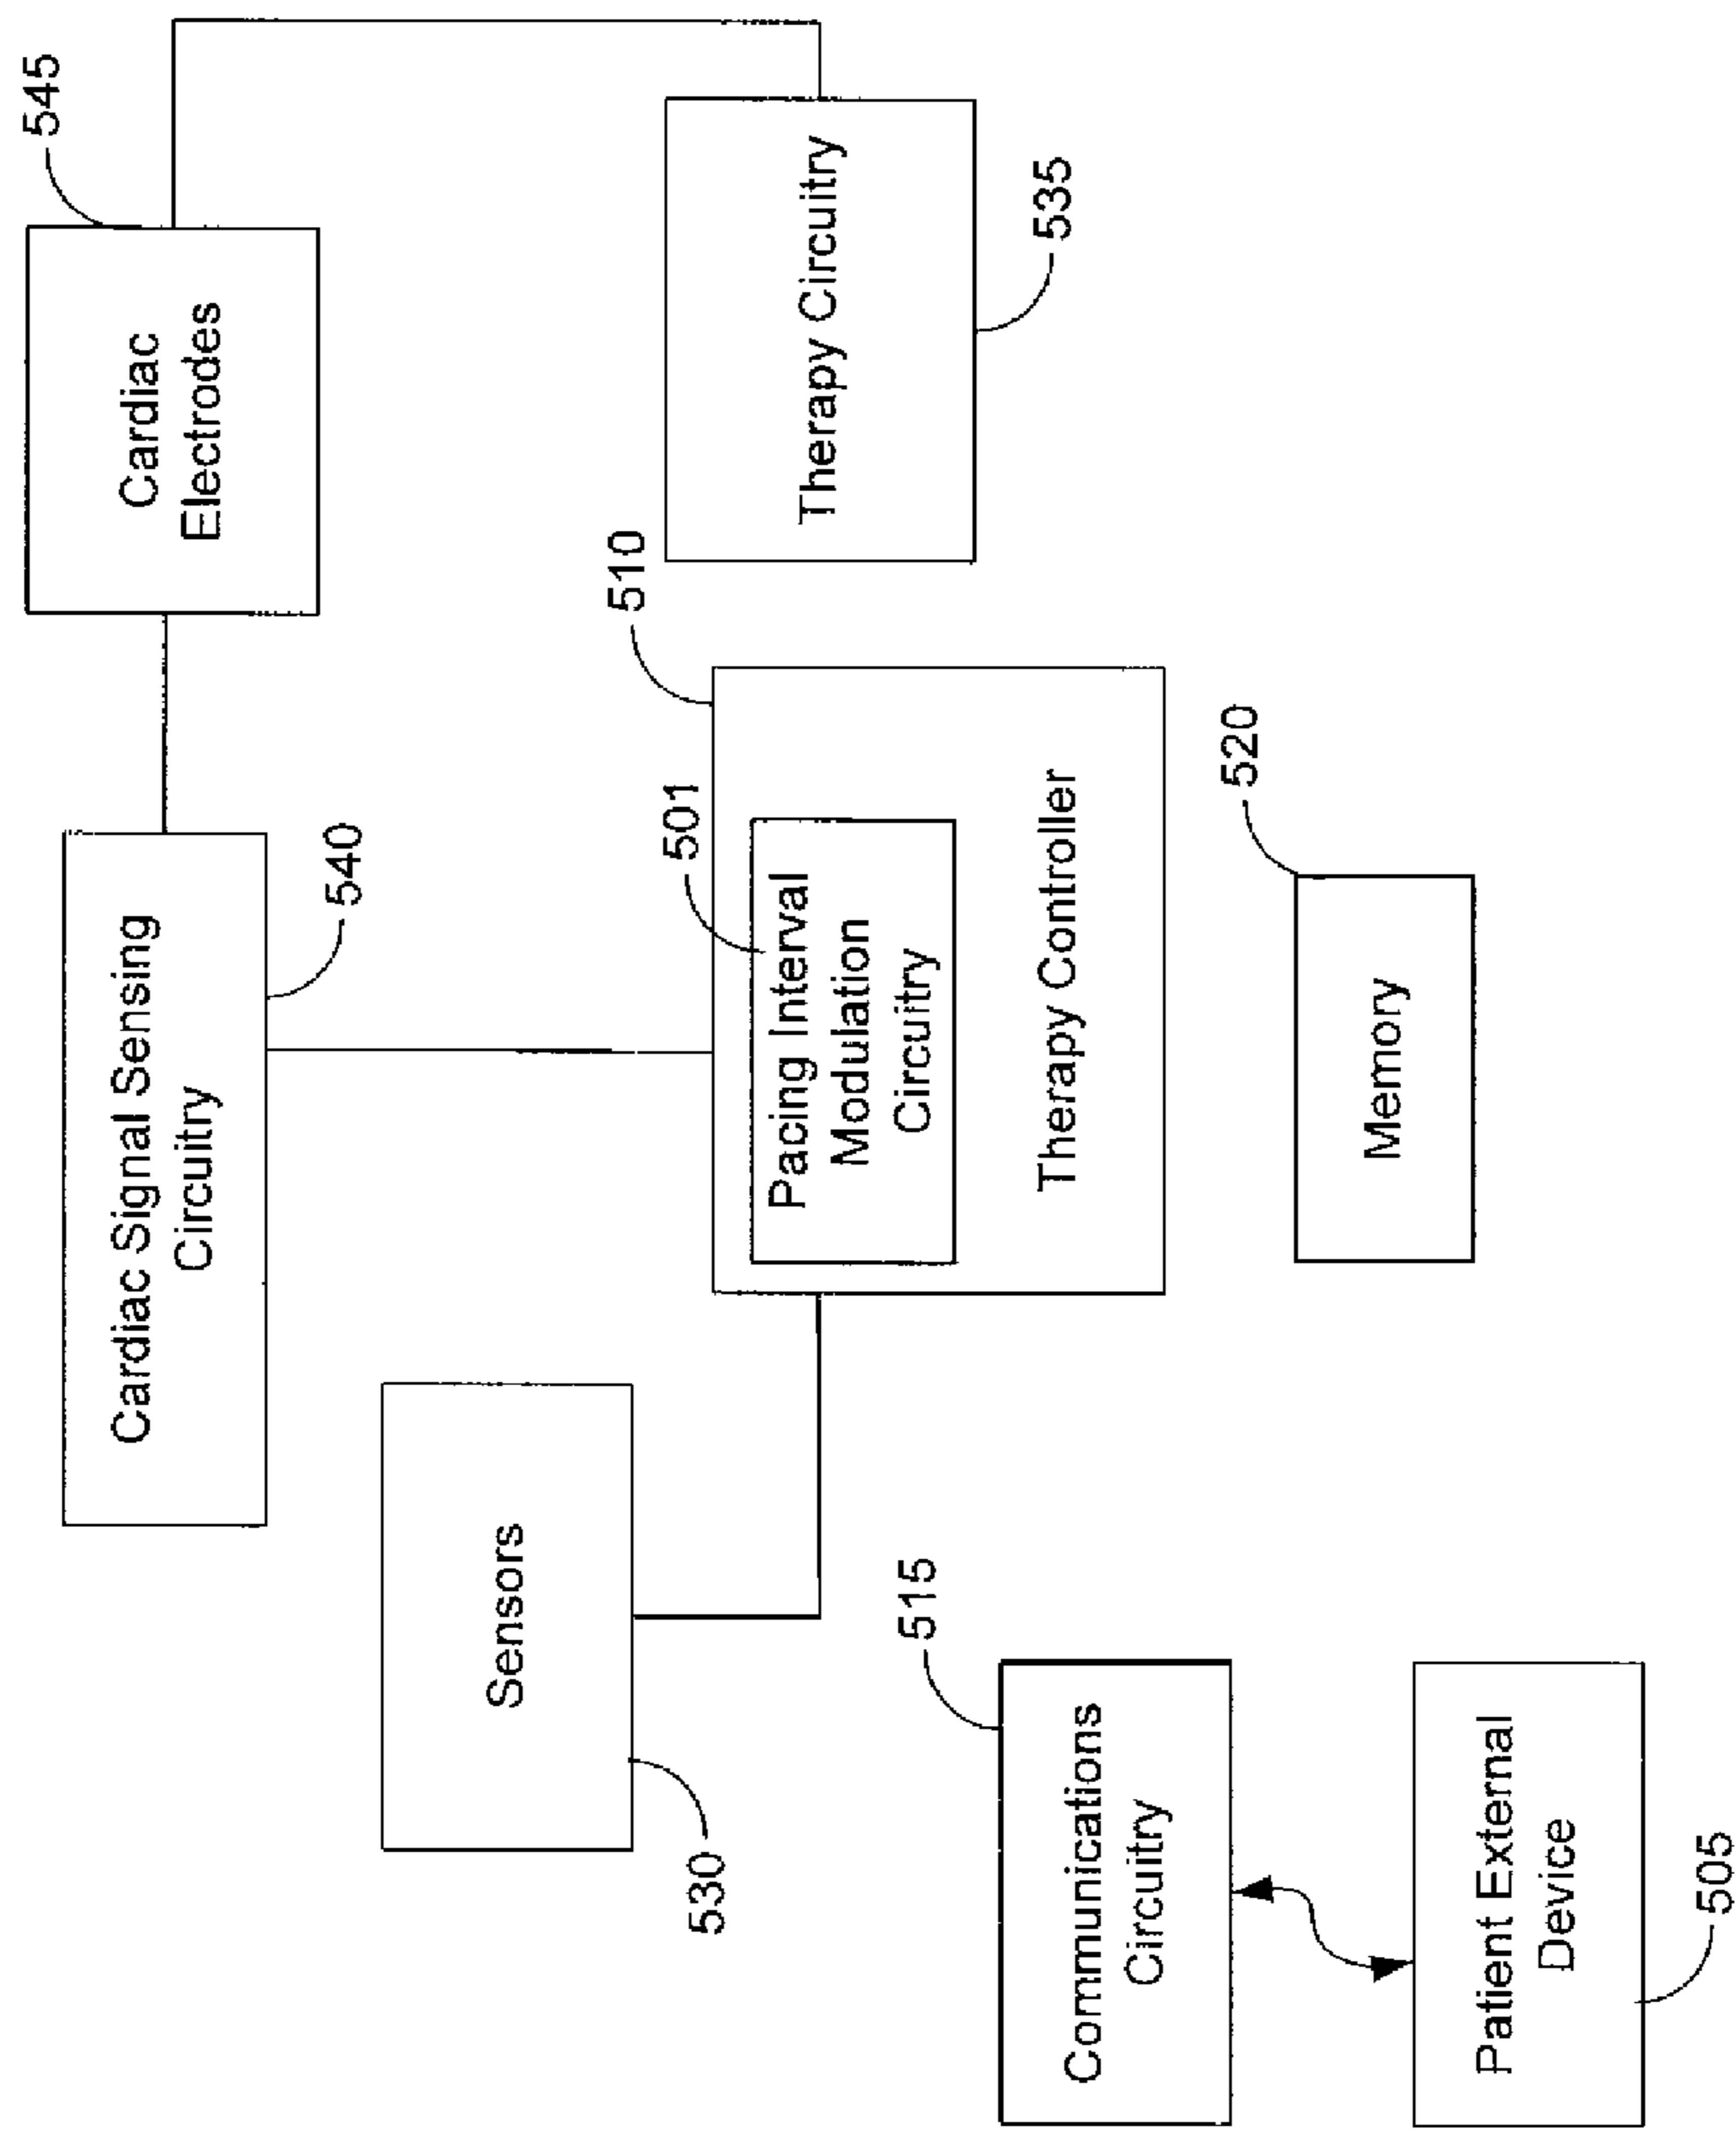 Cardiac Signal Sensing
Circuitry
540
Cardiac
Electrodes
545
Sensors
530
Pacing Interval
Modulation
Circuitry
501
Therapy Controller
510
Therapy Circuitry
535
Communications
Circuitry
515
Memory
520
Patient External
Device
505